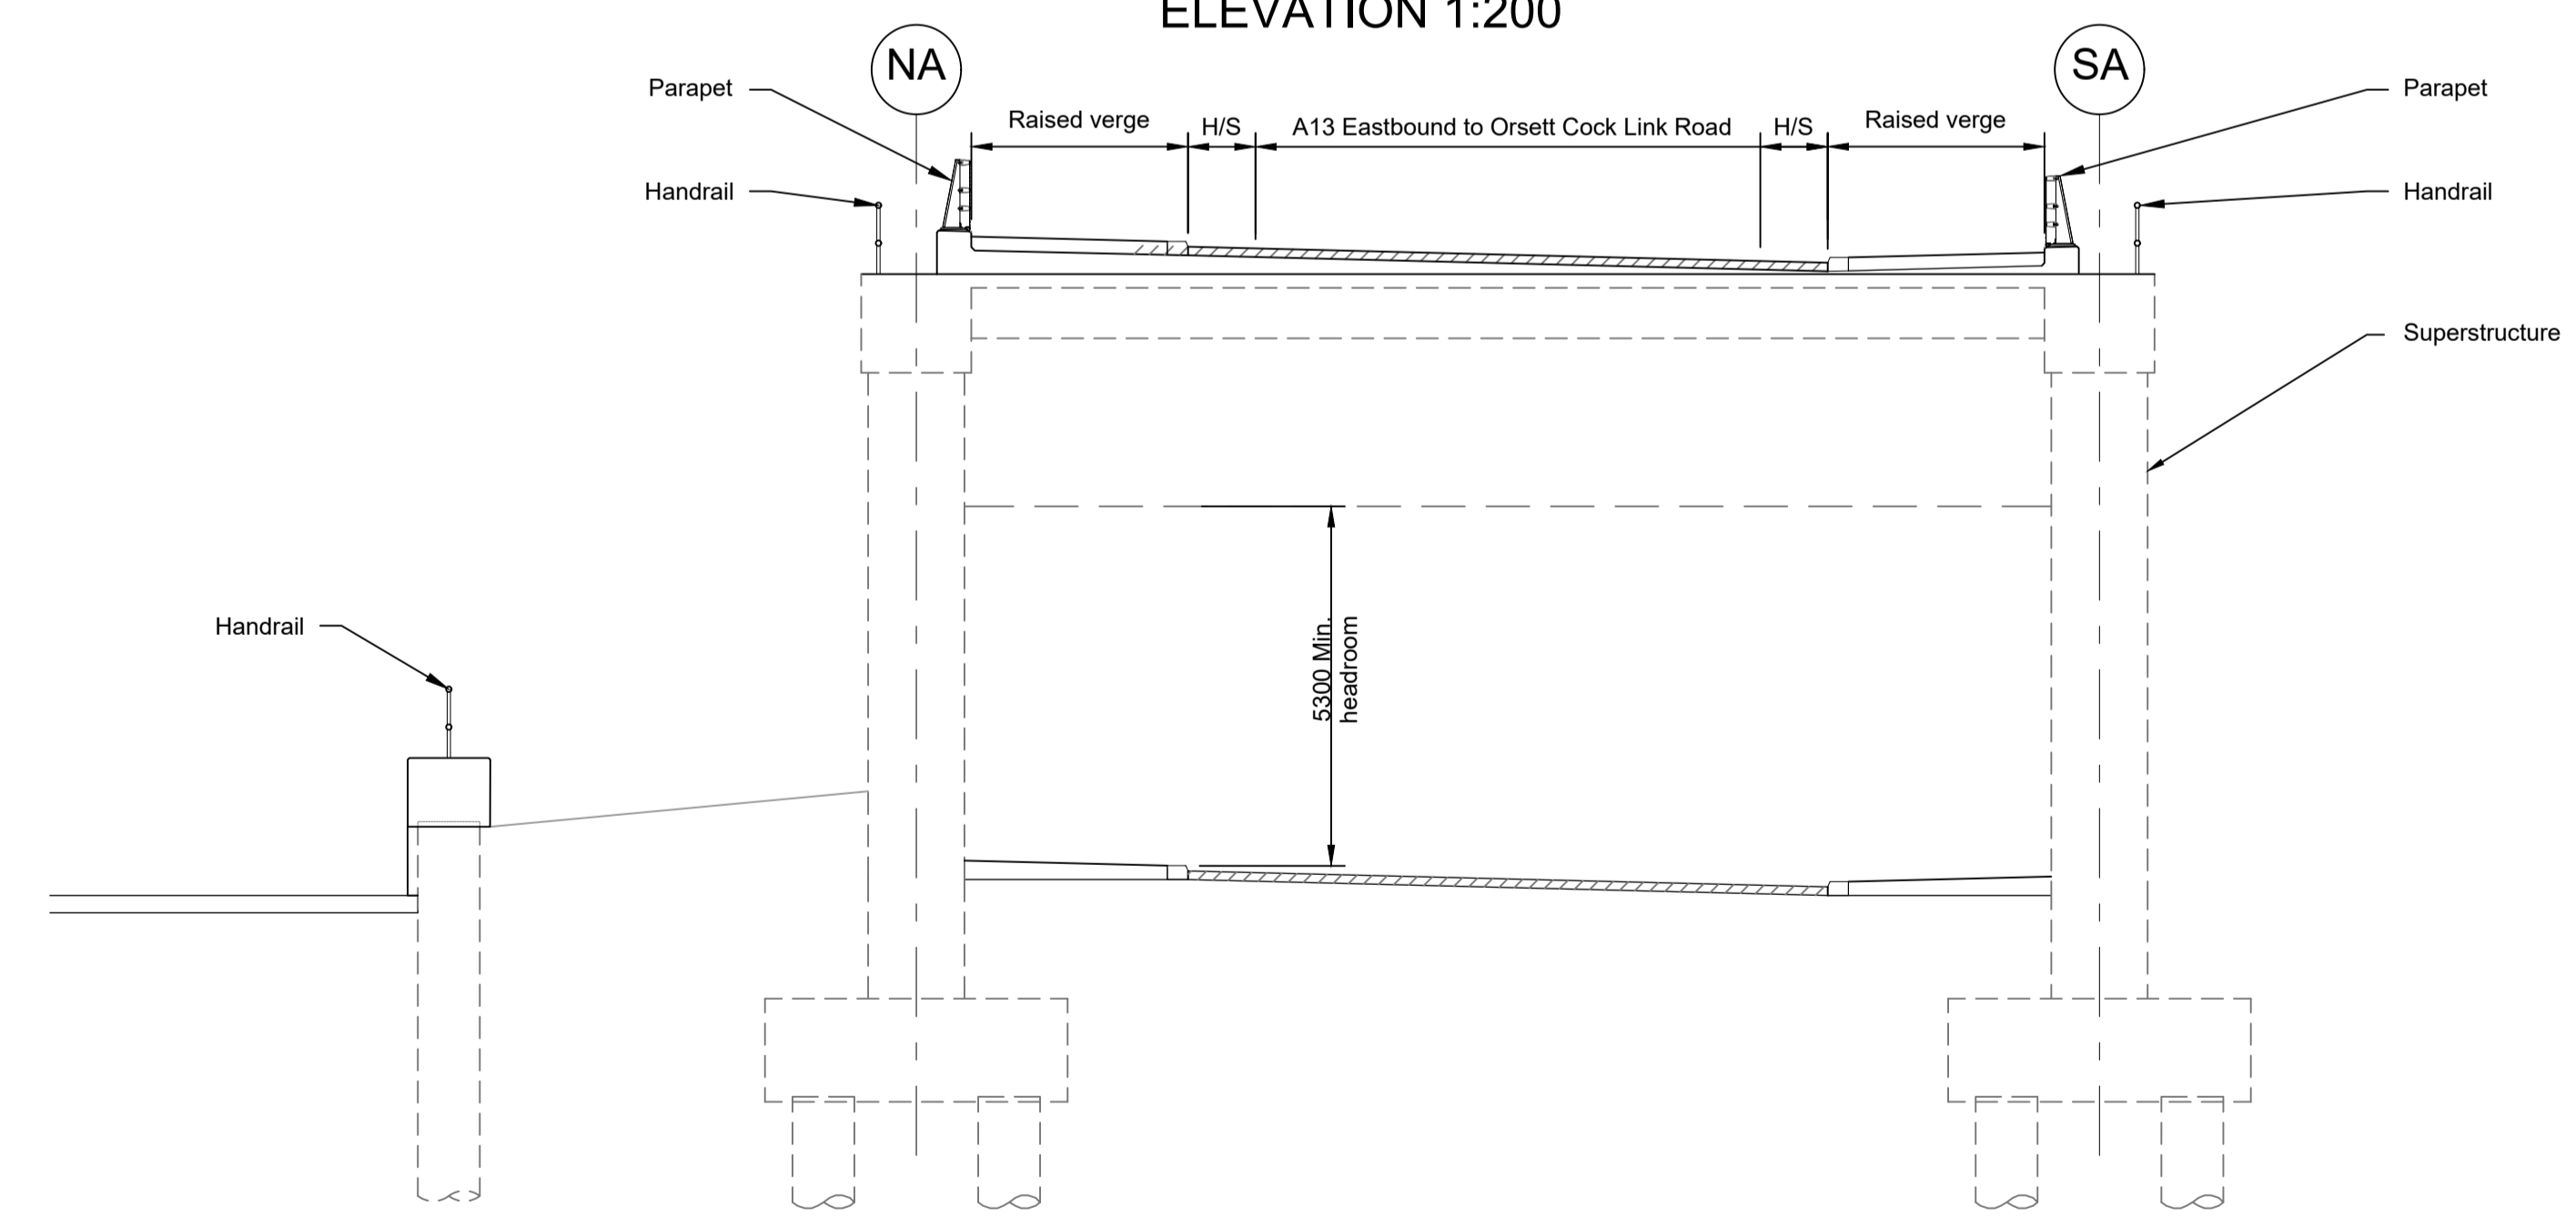 ELEVATION 1:200
NA
SA
Parapet
Parapet
Raised verge
H/S
A13 Eastbound to Orsett Cock Link Road
H/S
Raised verge
Handrail
Handrail
Superstructure
5300 Min.
headroom
Handrail